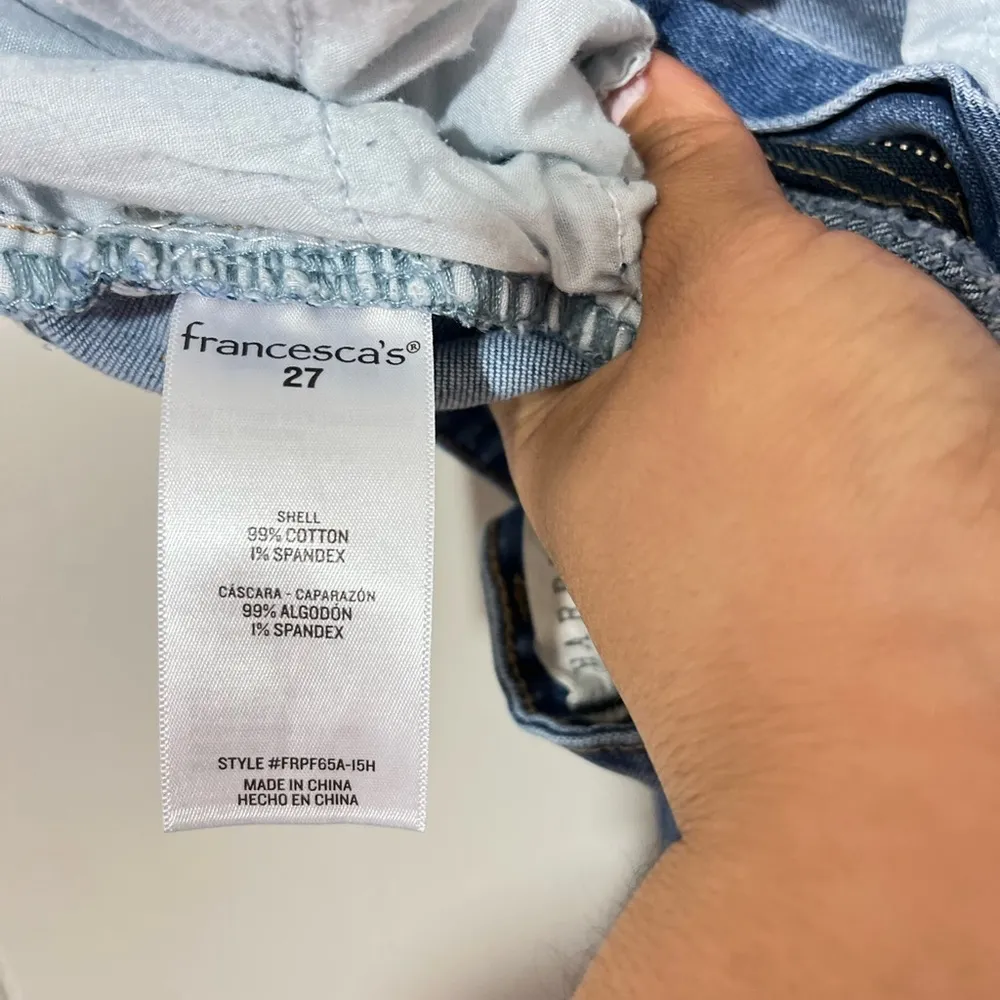 francesca's®
27
SHELL
99% COTTON
1% SPANDEX
CÁSCARA - CAPARAZÓN
99% ALGODÓN
1% SPANDEX
STYLE #FRPF65A-15H
MADE IN CHINA
HECHO EN CHINA